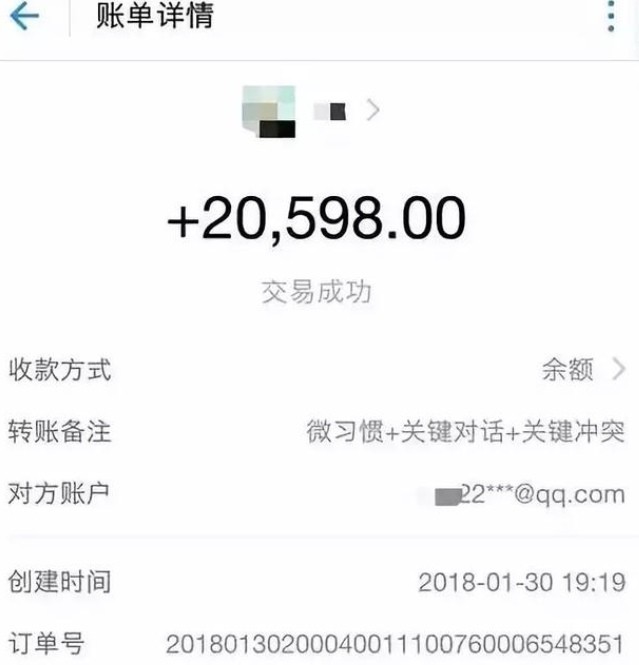 账单详情
+20,598.00
交易成功
收款方式 余额
转账备注 微习惯+关键对话+关键冲突
对方账户 22***@qq.com
创建时间 2018-01-30 19:19
订单号 20180130200040011100760006548351